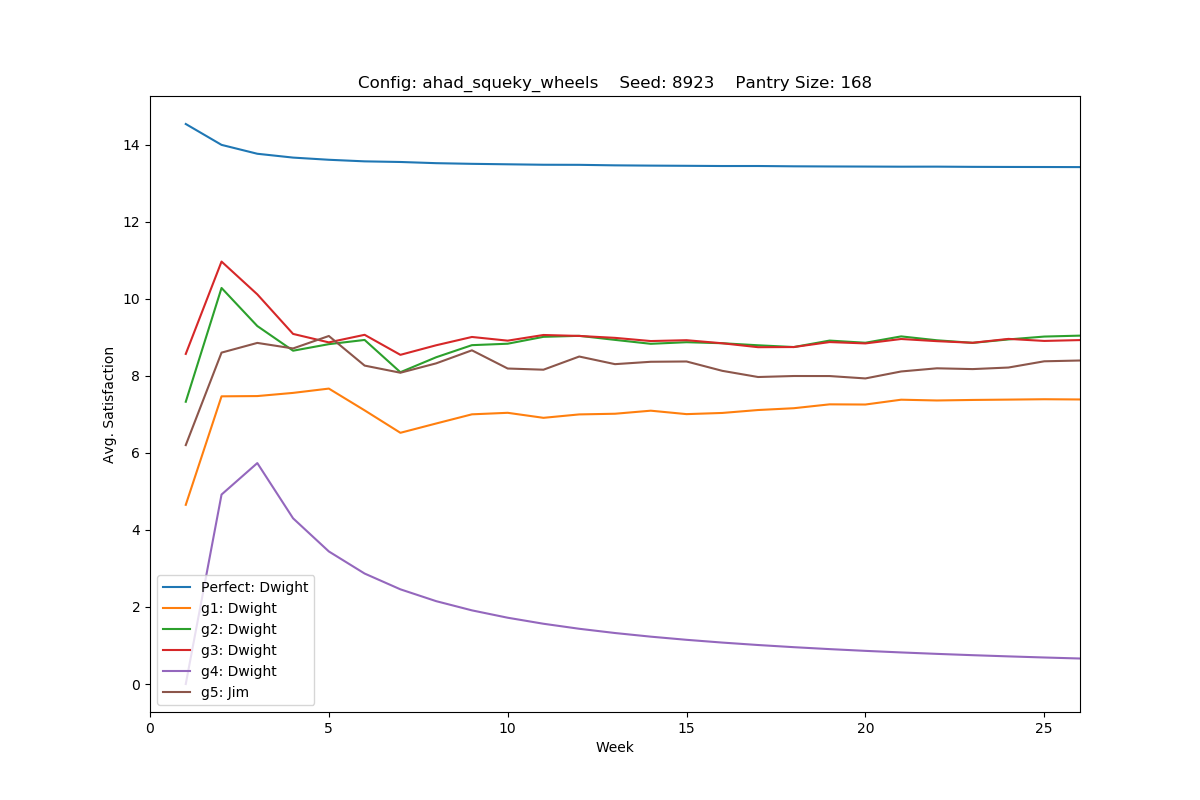 Config: ahad_squeky_wheels    Seed: 8923    Pantry Size: 168
Avg. Satisfaction
14
12
10
8
6
4
2
0
Perfect: Dwight
g1: Dwight
g2: Dwight
g3: Dwight
g4: Dwight
g5: Jim
0 5 10 15 20 25
Week